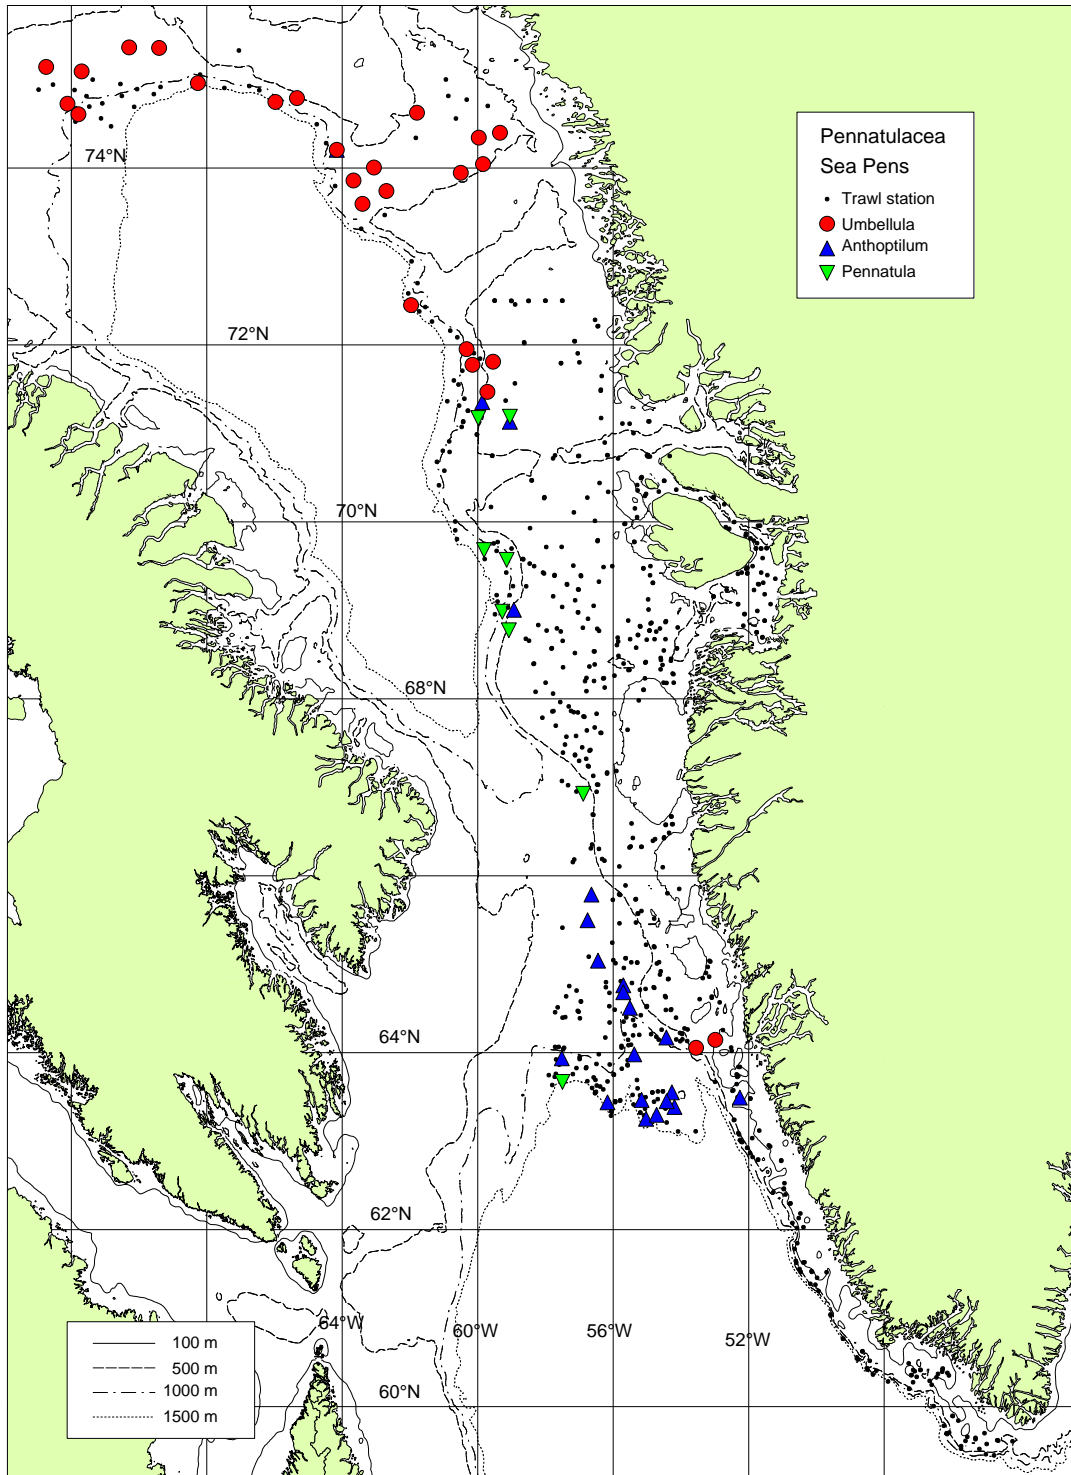 Pennatulacea
Sea Pens
Trawl station
Umbellula
Anthoptilum
Pennatula
74°N
72°N
70°N
68°N
64°N
62°N
64°W
60°W
56°W
52°W
60°N
100 m
500 m
1000 m
1500 m